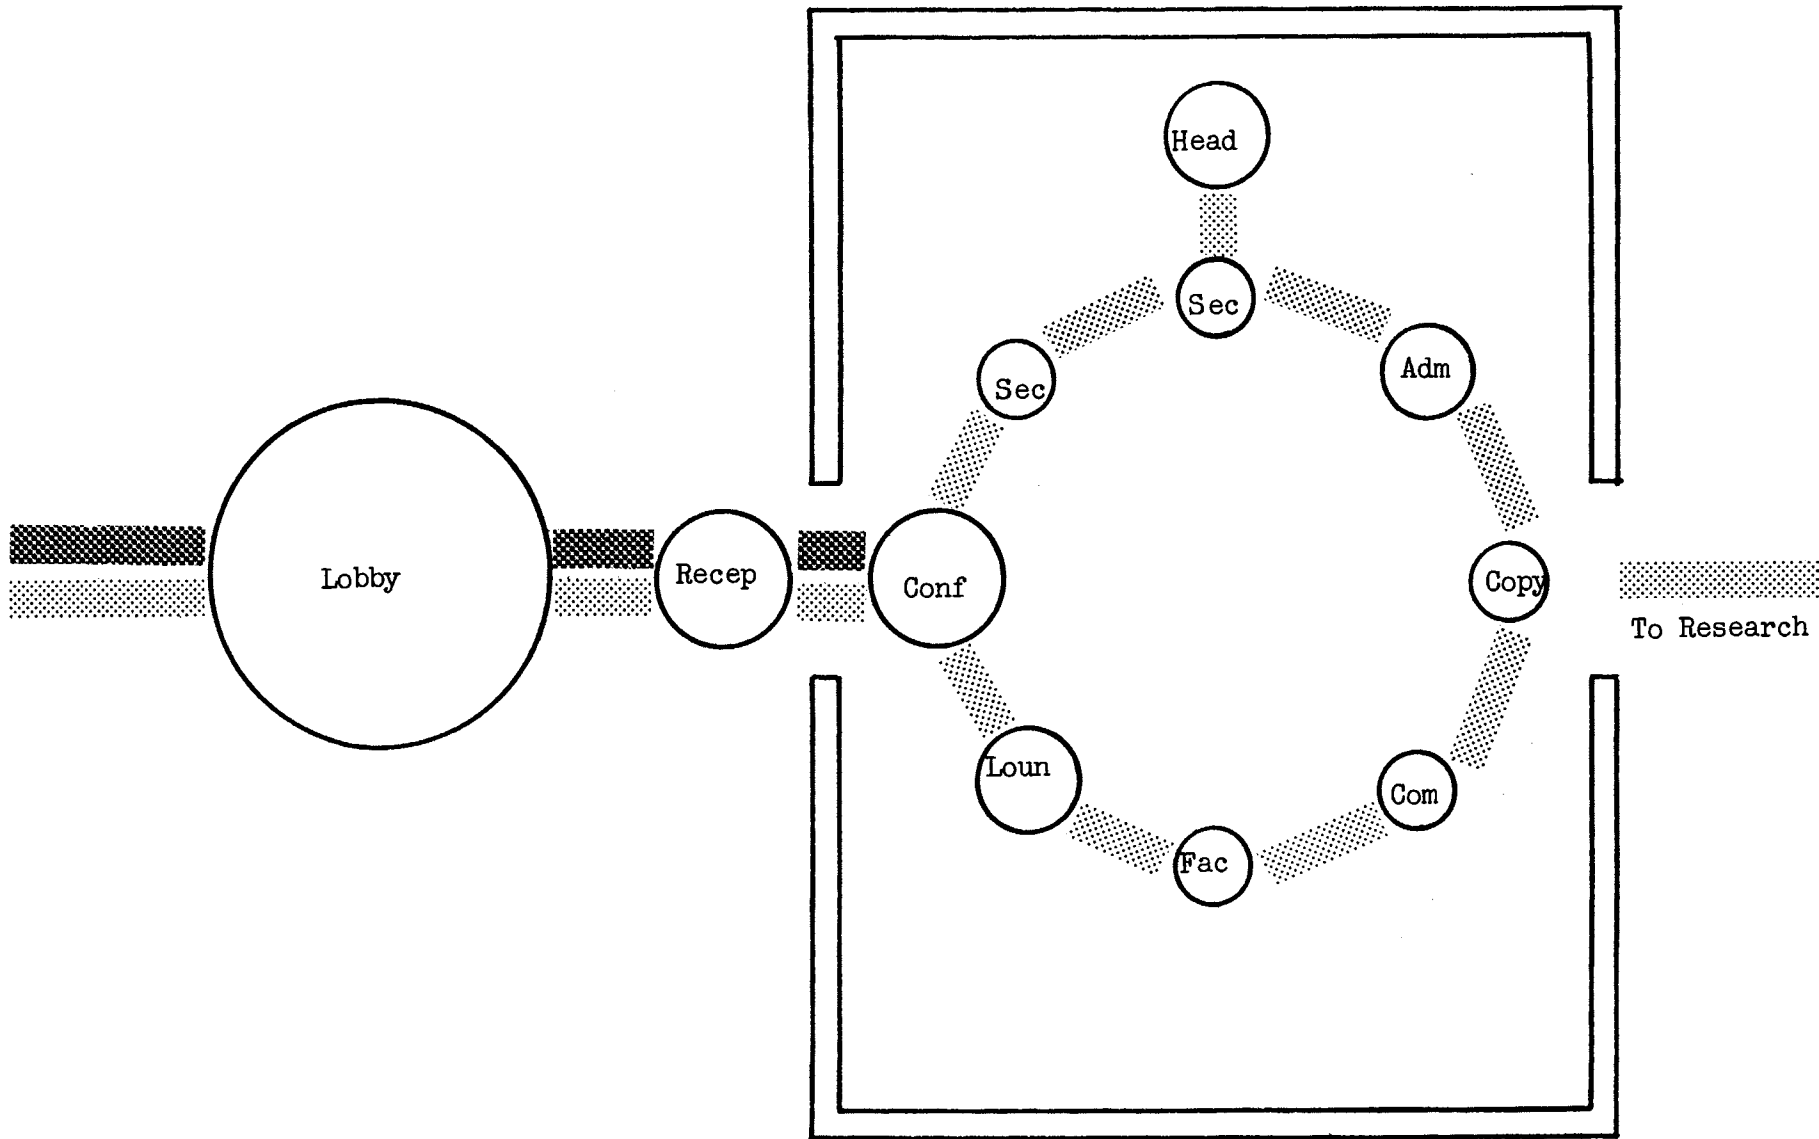 Head
Sec
Sec
Adm
Lobby
Recep
Conf
Copy
To Research
Loun
Com
Fac